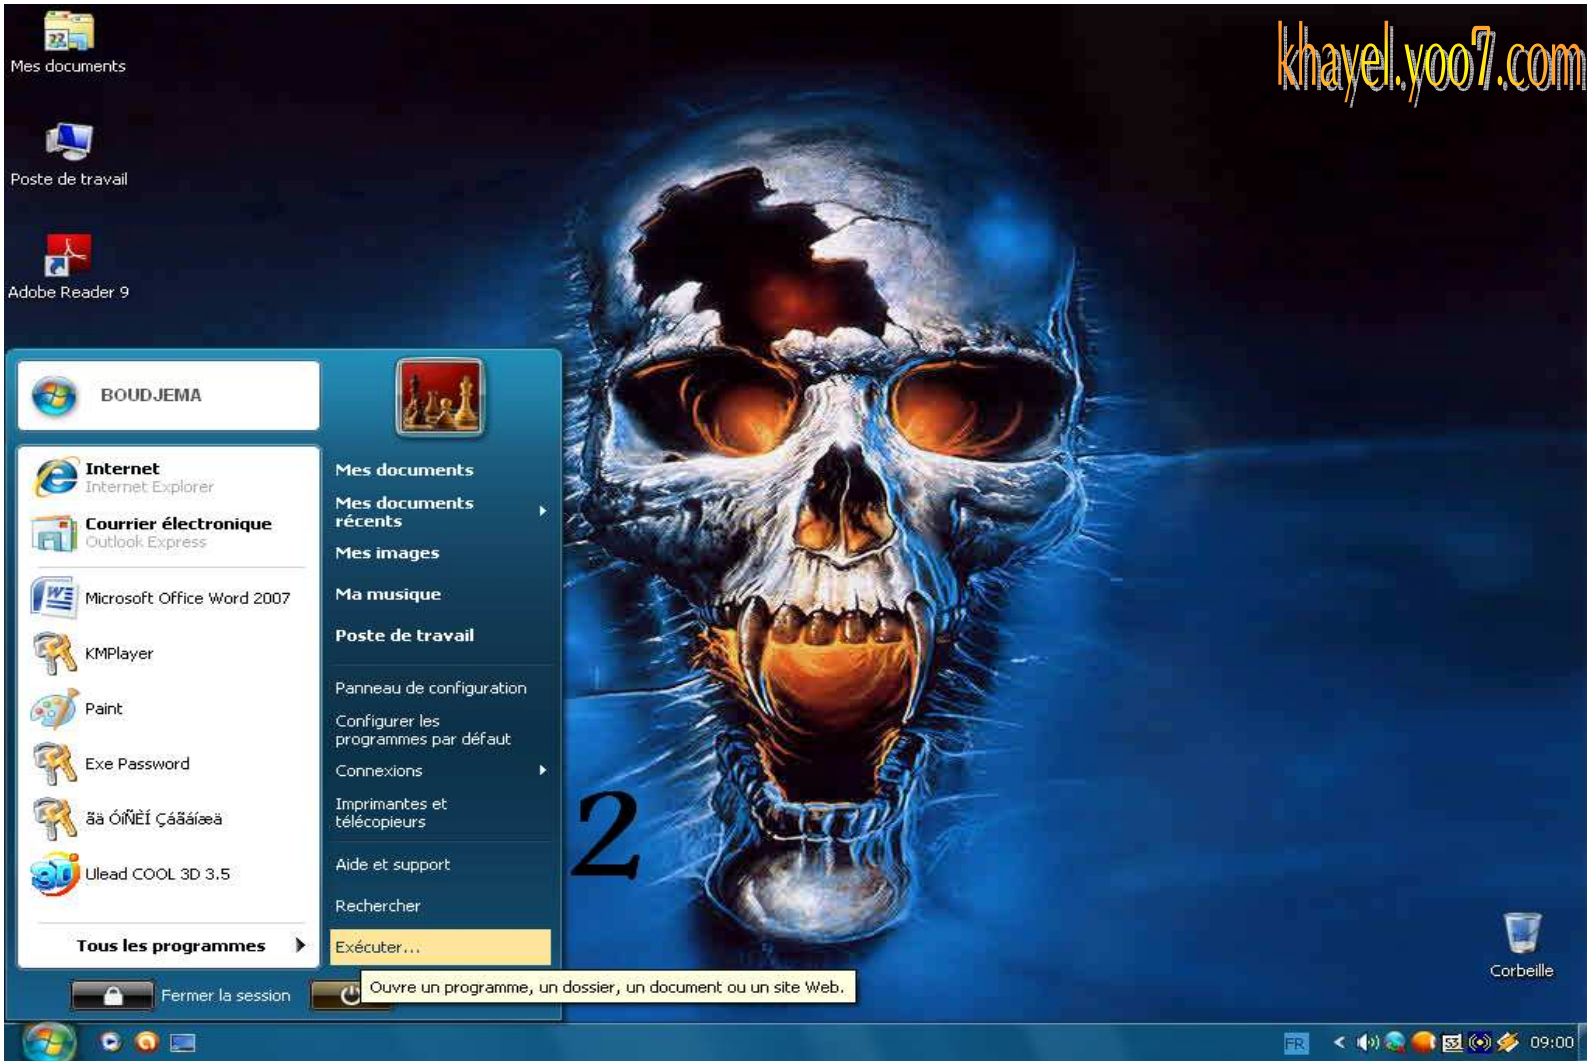 khayel.yoo7.com
Mes documents
Poste de travail
Adobe Reader 9
BOUDJEMA
Internet
Internet Explorer
Courrier électronique
Outlook Express
Microsoft Office Word 2007
KMPlayer
Paint
Exe Password
ãä ÓíÑÈÍ Çáãáíæä
Ulead COOL 3D 3.5
Tous les programmes
Mes documents
Mes documents
récents
Mes images
Ma musique
Poste de travail
Panneau de configuration
Configurer les
programmes par défaut
Connexions
Imprimantes et
télécopieurs
Aide et support
Rechercher
Exécuter...
Ouvre un programme, un dossier, un document ou un site Web.
Fermer la session
2
Corbeille
FR
09:00